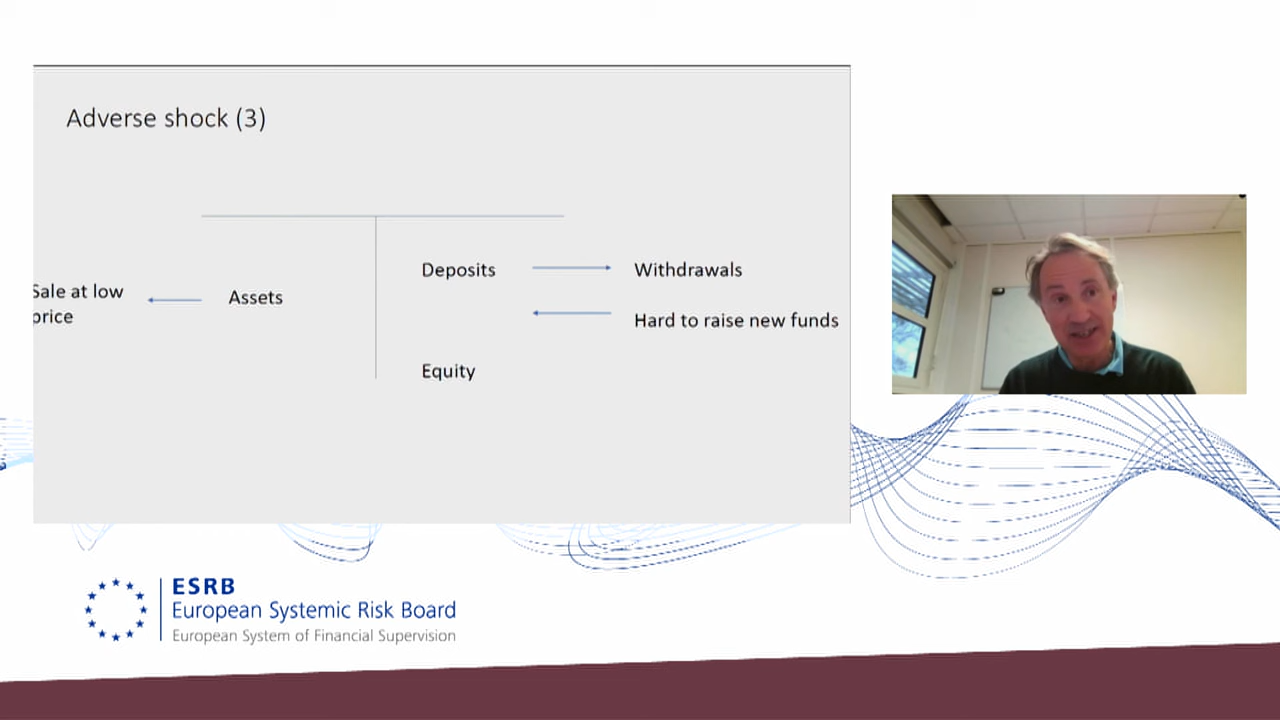 Adverse shock (3)
Deposits
Withdrawals
Sale at low
price
Assets
Hard to raise new funds
Equity
ESRB
European Systemic Risk Board
European System of Financial Supervision